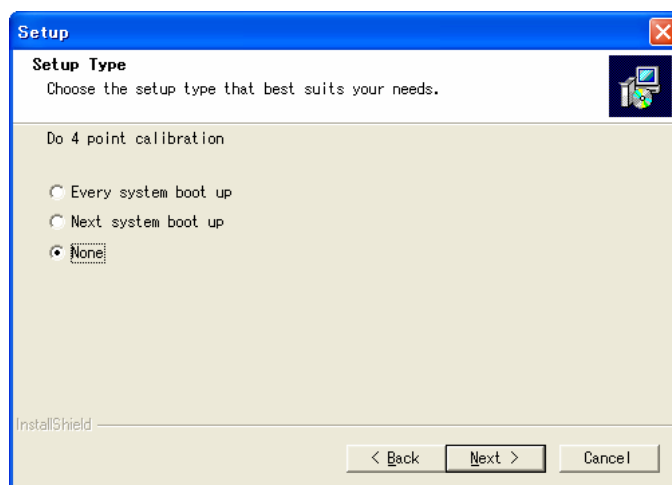 Setup
Setup Type
Choose the setup type that best suits your needs.
Do 4 point calibration
Every system boot up
Next system boot up
None
InstallShield
< Back Next > Cancel